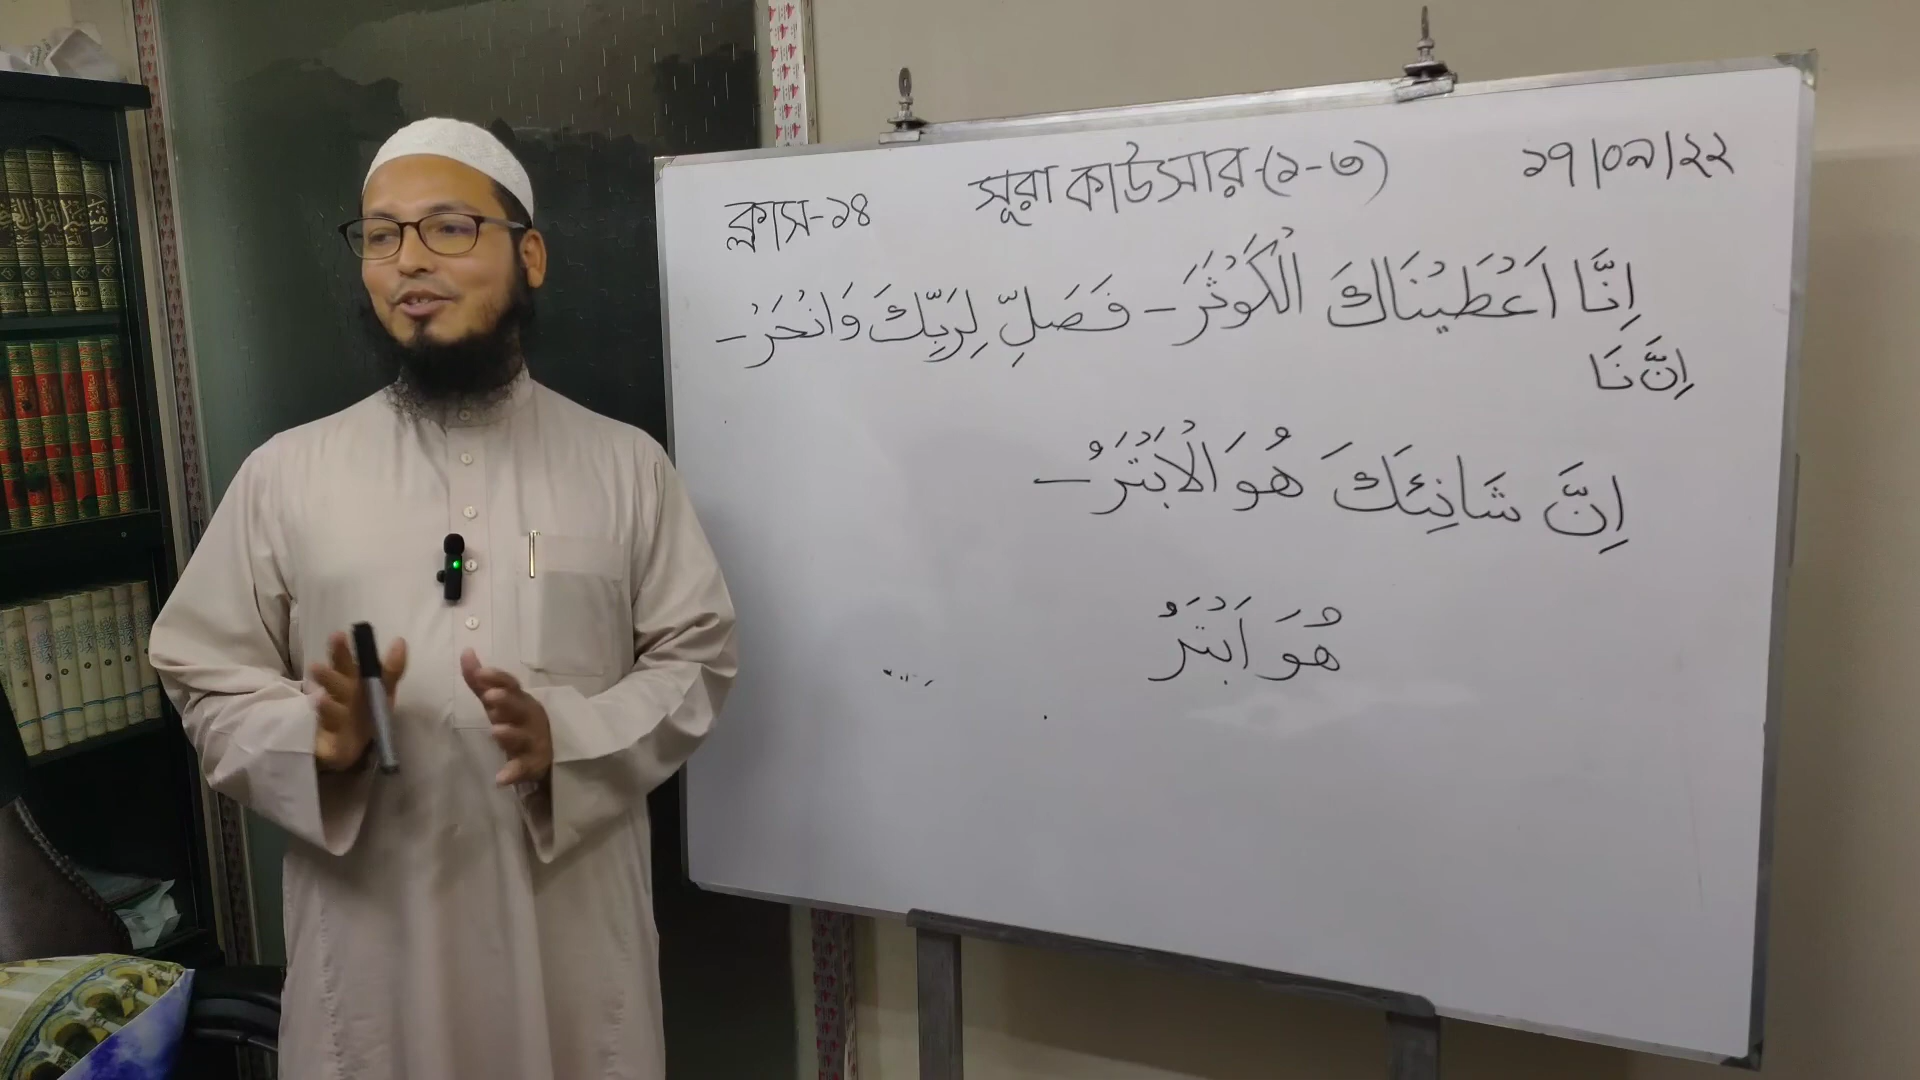 ক্লাস-১৪ সূরা কাউসার-(১-৩) ১৭/০৯/২২
اِنَّا اَعْطَيْنَاكَ الْكَوْثَرَ - فَصَلِّ لِرَبِّكَ وَانْحَرْ -
اِنَّ نَا
اِنَّ شَانِئَكَ هُوَ الْاَبْتَرُ -
هُوَ اَبْتَرُ